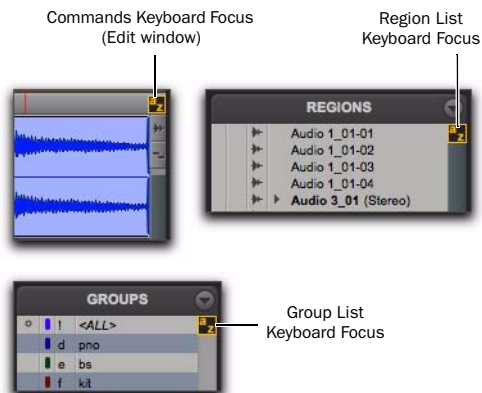 Commands Keyboard Focus
(Edit window)
Region List
Keyboard Focus
a z
REGIONS
a z
Audio 1_01-01
Audio 1_01-02
Audio 1_01-03
Audio 1_01-04
Audio 3_01 (Stereo)
GROUPS
! <ALL>
a z
d pno
e bs
f kit
Group List
Keyboard Focus